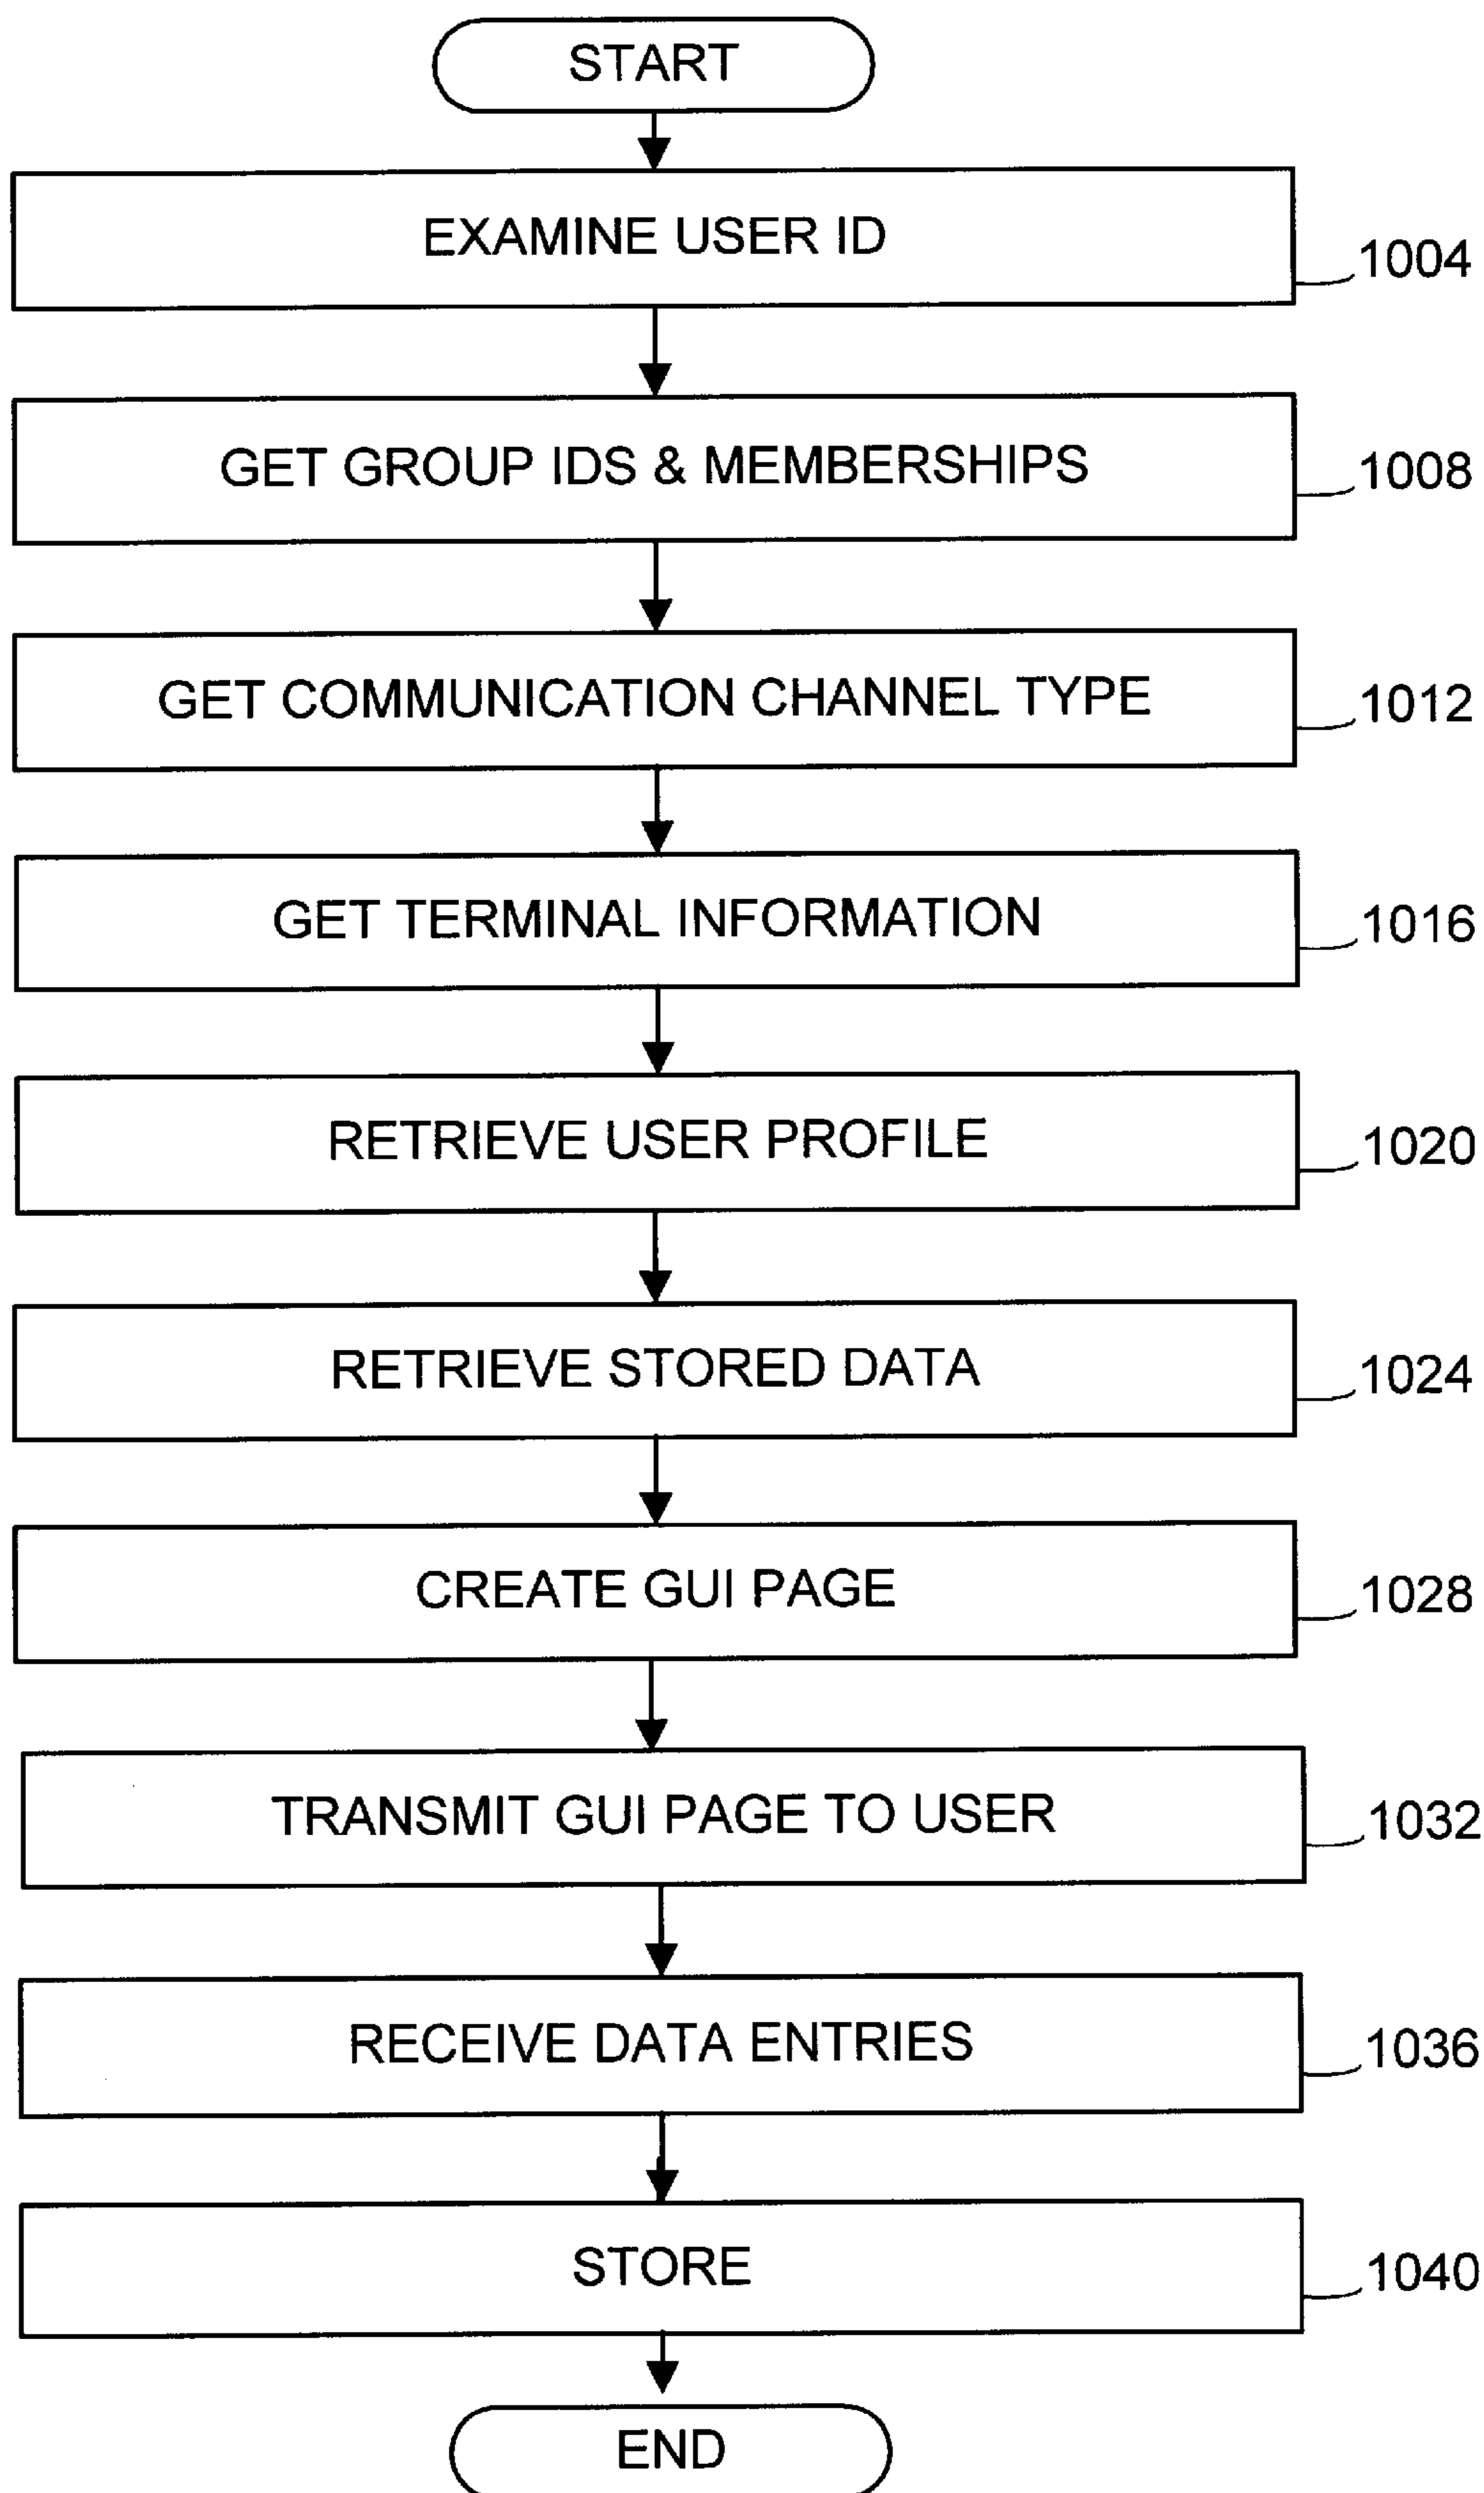 START
EXAMINE USER ID
1004
GET GROUP IDS & MEMBERSHIPS
1008
GET COMMUNICATION CHANNEL TYPE
1012
GET TERMINAL INFORMATION
1016
RETRIEVE USER PROFILE
1020
RETRIEVE STORED DATA
1024
CREATE GUI PAGE
1028
TRANSMIT GUI PAGE TO USER
1032
RECEIVE DATA ENTRIES
1036
STORE
1040
END